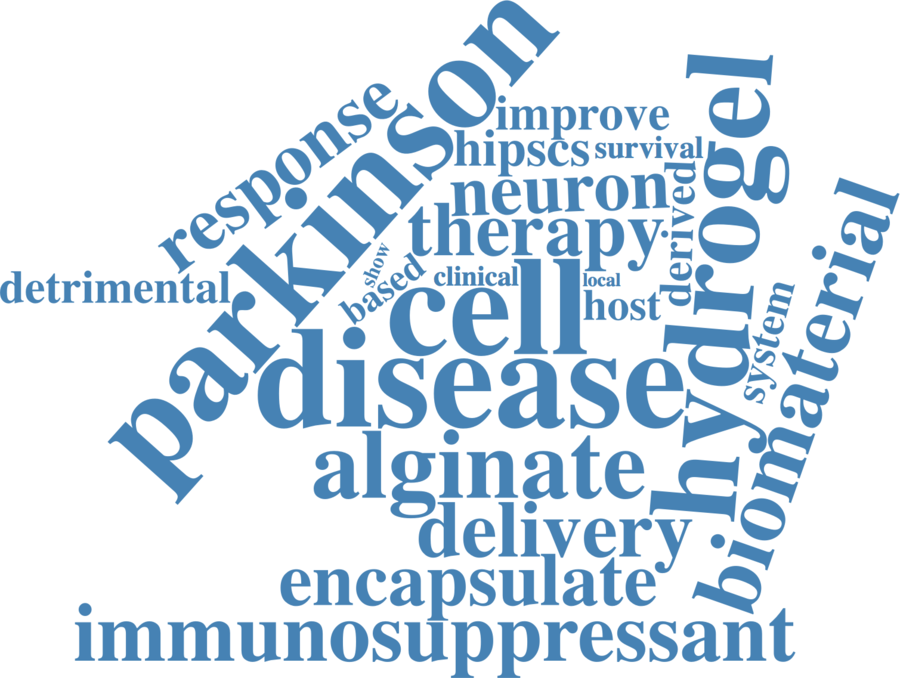 parkinson
response
improve
hydrogel
hipscs
survival
neuron
derived
therapy
biomaterial
show
detrimental
based
clinical
local
cell
host
system
disease
alginate
delivery
encapsulate
immunosuppressant